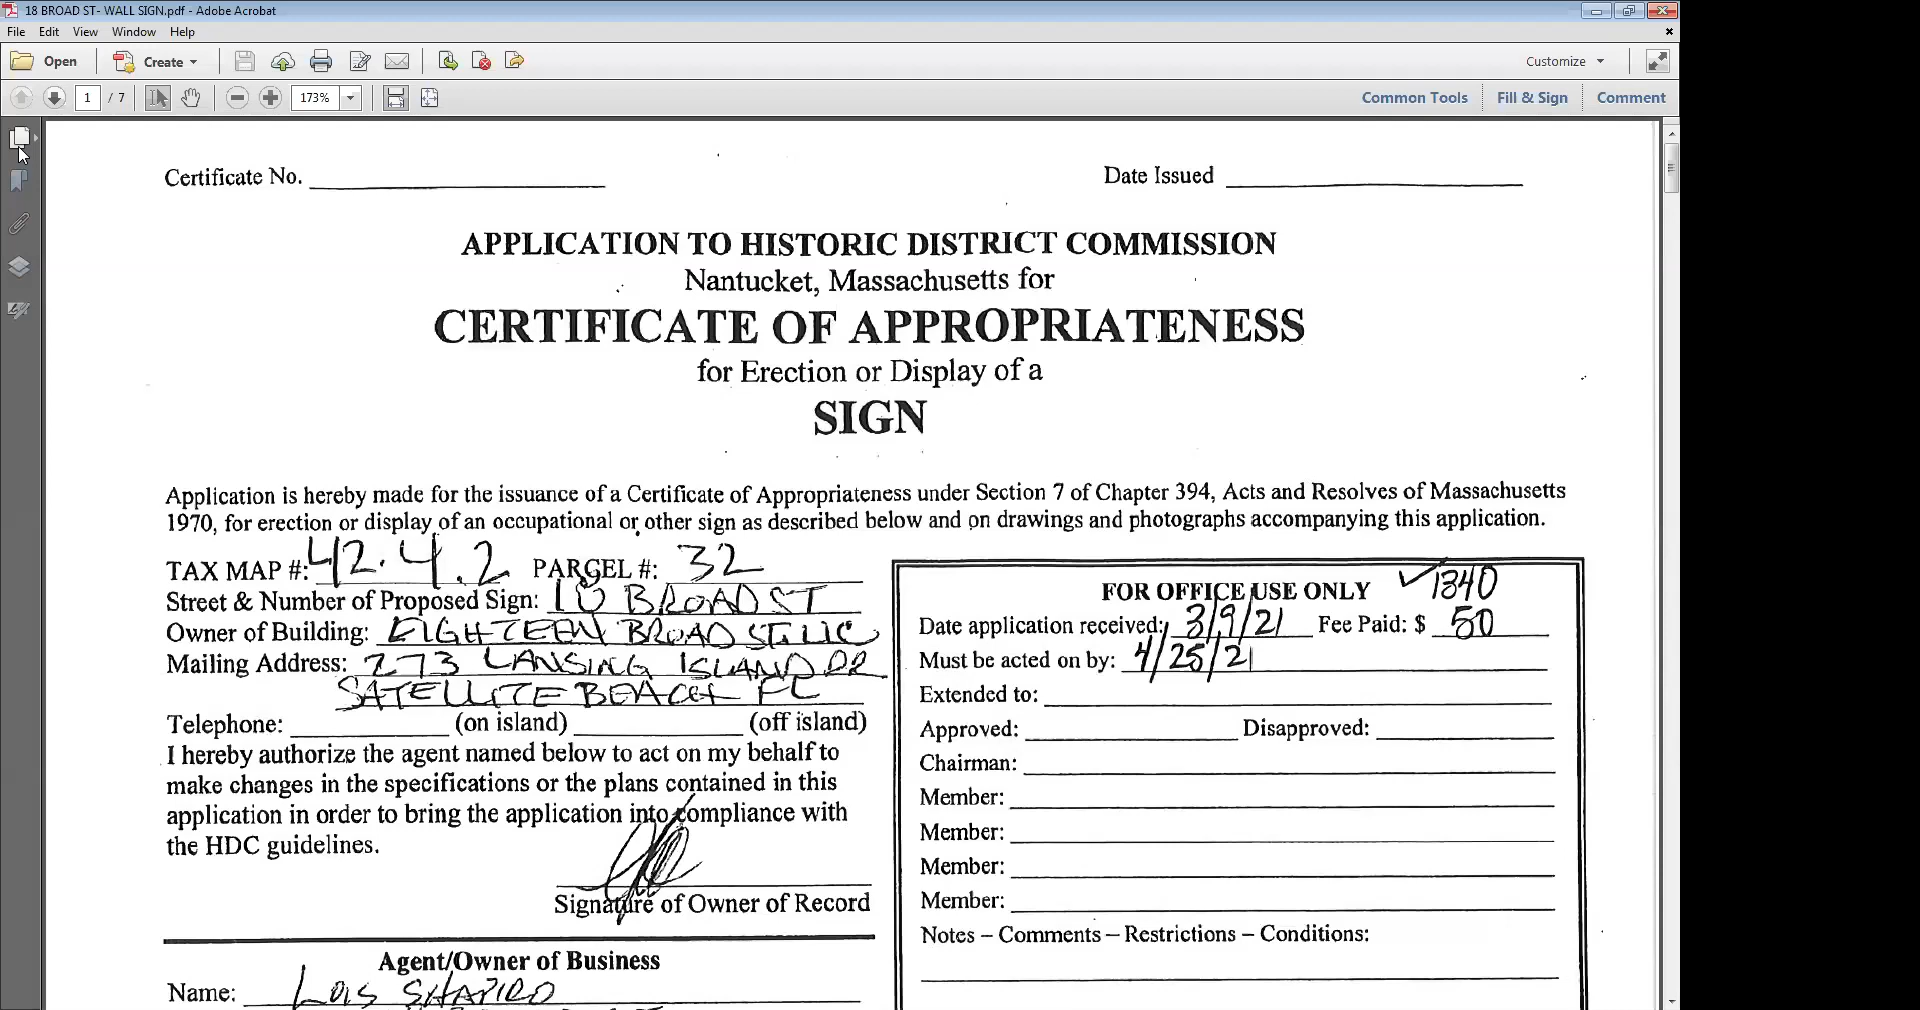 18 BROAD ST- WALL SIGN.pdf - Adobe Acrobat
File Edit View Window Help
Open Create Customize
1 / 7 173% Common Tools Fill & Sign Comment
Certificate No. Date Issued
APPLICATION TO HISTORIC DISTRICT COMMISSION
Nantucket, Massachusetts for
CERTIFICATE OF APPROPRIATENESS
for Erection or Display of a
SIGN
Application is hereby made for the issuance of a Certificate of Appropriateness under Section 7 of Chapter 394, Acts and Resolves of Massachusetts
1970, for erection or display of an occupational or other sign as described below and on drawings and photographs accompanying this application.
TAX MAP #: 42.4.2 PARCEL #: 32
Street & Number of Proposed Sign: 18 BROAD ST
Owner of Building: EIGHTEEN BROAD ST LLC
Mailing Address: 273 LANSING ISLAND DR
SATELLITE BEACH FL
Telephone: (on island) (off island)
I hereby authorize the agent named below to act on my behalf to
make changes in the specifications or the plans contained in this
application in order to bring the application into compliance with
the HDC guidelines.
Signature of Owner of Record
Agent/Owner of Business
Name: LOIS SHAPIRO
FOR OFFICE USE ONLY ✓1340
Date application received: 3/9/21 Fee Paid: $ 50
Must be acted on by: 4/25/21
Extended to:
Approved: Disapproved:
Chairman:
Member:
Member:
Member:
Member:
Notes – Comments – Restrictions – Conditions: